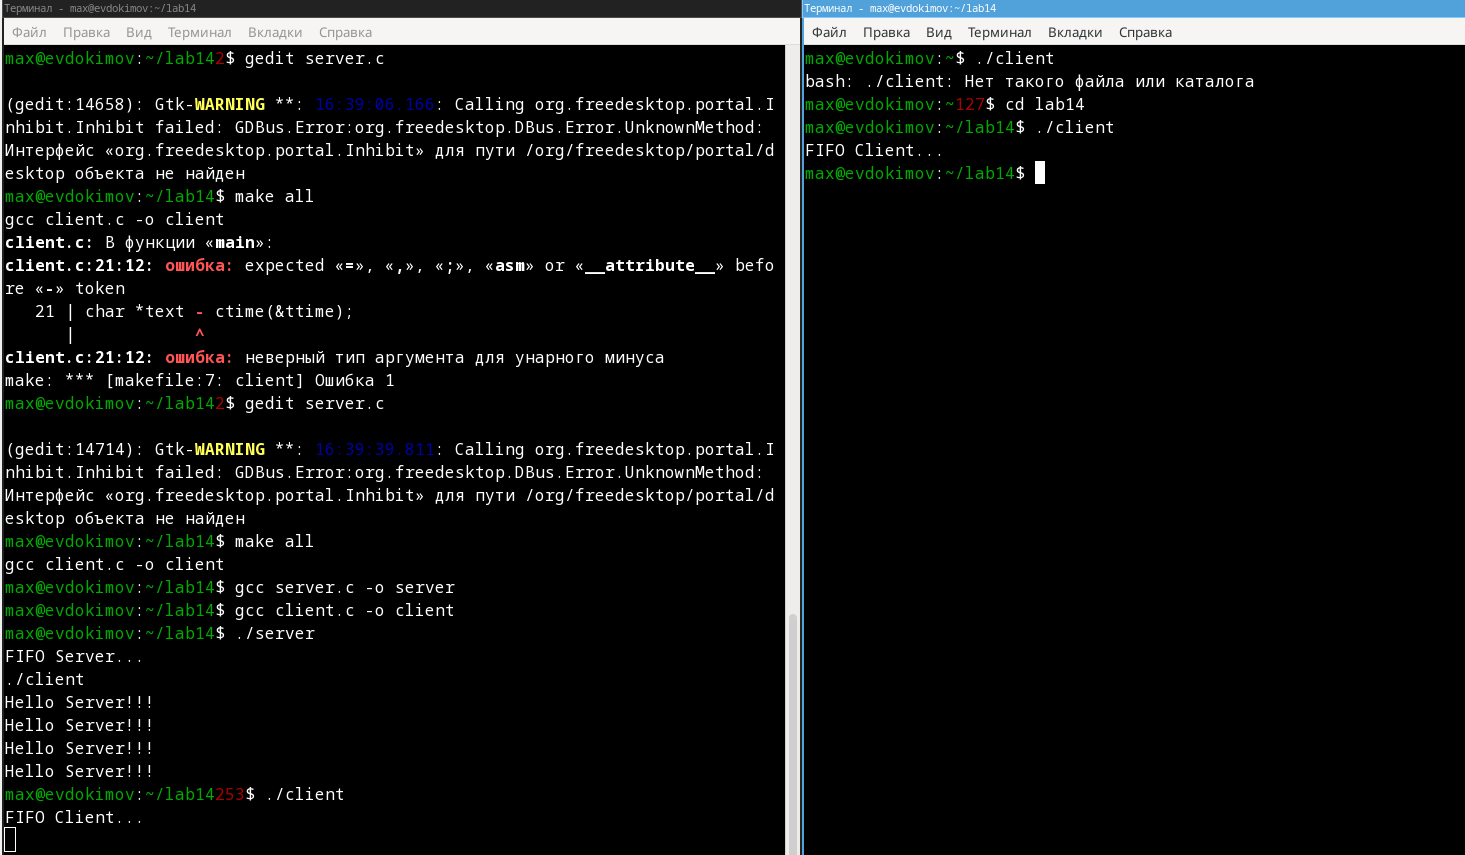 Терминал - max@evdokimov:~/lab14
Файл Правка Вид Терминал Вкладки Справка
max@evdokimov:~/lab142$ gedit server.c
(gedit:14658): Gtk-WARNING **: 16:39:06.166: Calling org.freedesktop.portal.I
nhibit.Inhibit failed: GDBus.Error:org.freedesktop.DBus.Error.UnknownMethod:
Интерфейс «org.freedesktop.portal.Inhibit» для пути /org/freedesktop/portal/d
esktop объекта не найден
max@evdokimov:~/lab14$ make all
gcc client.c -o client
client.c: В функции «main»:
client.c:21:12: ошибка: expected «=», «,», «;», «asm» or «__attribute__» befo
re «-» token
   21 | char *text - ctime(&ttime);
      |            ^
client.c:21:12: ошибка: неверный тип аргумента для унарного минуса
make: *** [makefile:7: client] Ошибка 1
max@evdokimov:~/lab142$ gedit server.c
(gedit:14714): Gtk-WARNING **: 16:39:39.811: Calling org.freedesktop.portal.I
nhibit.Inhibit failed: GDBus.Error:org.freedesktop.DBus.Error.UnknownMethod:
Интерфейс «org.freedesktop.portal.Inhibit» для пути /org/freedesktop/portal/d
esktop объекта не найден
max@evdokimov:~/lab14$ make all
gcc client.c -o client
max@evdokimov:~/lab14$ gcc server.c -o server
max@evdokimov:~/lab14$ gcc client.c -o client
max@evdokimov:~/lab14$ ./server
FIFO Server...
./client
Hello Server!!!
Hello Server!!!
Hello Server!!!
Hello Server!!!
max@evdokimov:~/lab14253$ ./client
FIFO Client...
Терминал - max@evdokimov:~/lab14
Файл Правка Вид Терминал Вкладки Справка
max@evdokimov:~$ ./client
bash: ./client: Нет такого файла или каталога
max@evdokimov:~127$ cd lab14
max@evdokimov:~/lab14$ ./client
FIFO Client...
max@evdokimov:~/lab14$